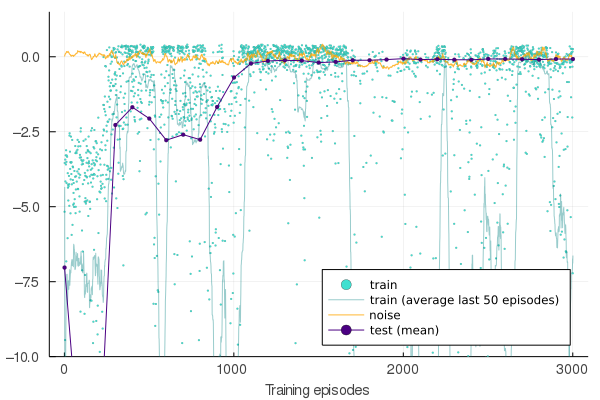 0.0
−2.5
−5.0
−7.5
−10.0
0
1000
2000
3000
Training episodes
train
train (average last 50 episodes)
noise
test (mean)